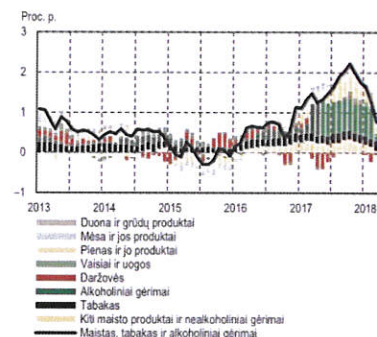 Proc. p.
3
2
1
0
−1
2013 2014 2015 2016 2017 2018
Duona ir grūdų produktai
Mėsa ir jos produktai
Pienas ir jo produktai
Vaisiai ir uogos
Daržovės
Alkoholiniai gėrimai
Tabakas
Kiti maisto produktai ir nealkoholiniai gėrimai
Maistas, tabakas ir alkoholiniai gėrimai